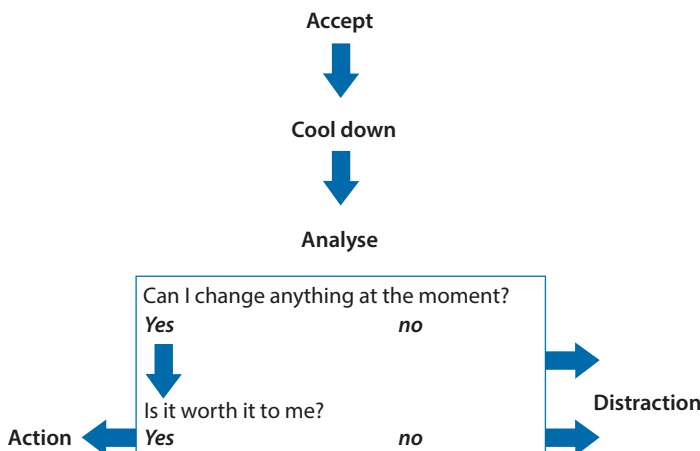 Accept
Cool down
Analyse
Can I change anything at the moment?
Yes no
Is it worth it to me?
Distraction
Action Yes no